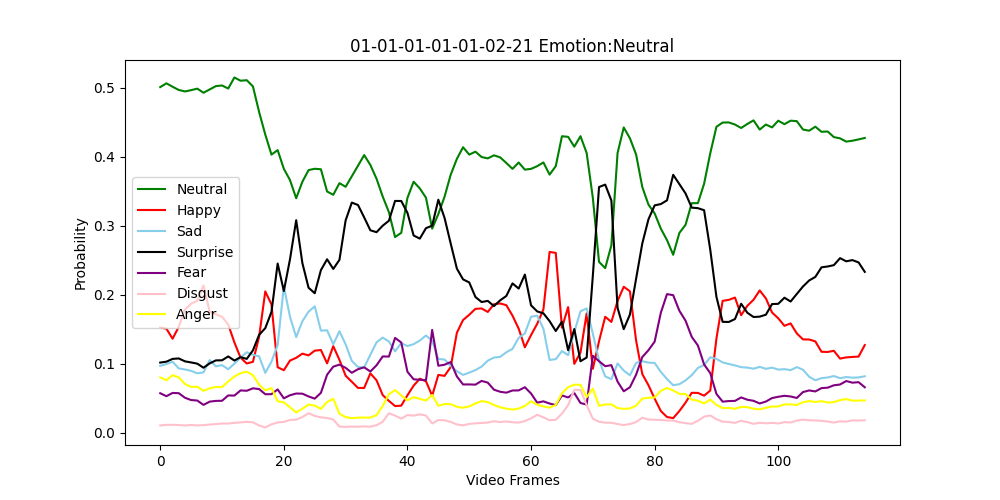 01-01-01-01-01-02-21 Emotion:Neutral
Probability
0.5
0.4
0.3
0.2
0.1
0.0
Neutral
Happy
Sad
Surprise
Fear
Disgust
Anger
0 20 40 60 80 100
Video Frames